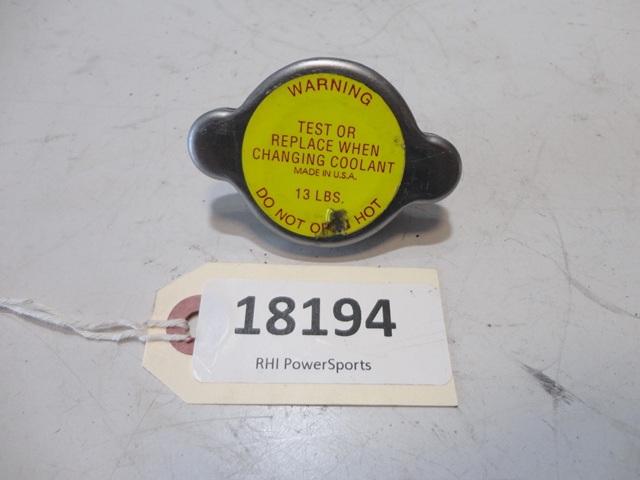 WARNING
TEST OR
REPLACE WHEN
CHANGING COOLANT
MADE IN U.S.A.
13 LBS.
DO NOT HOT
18194
RHI PowerSports